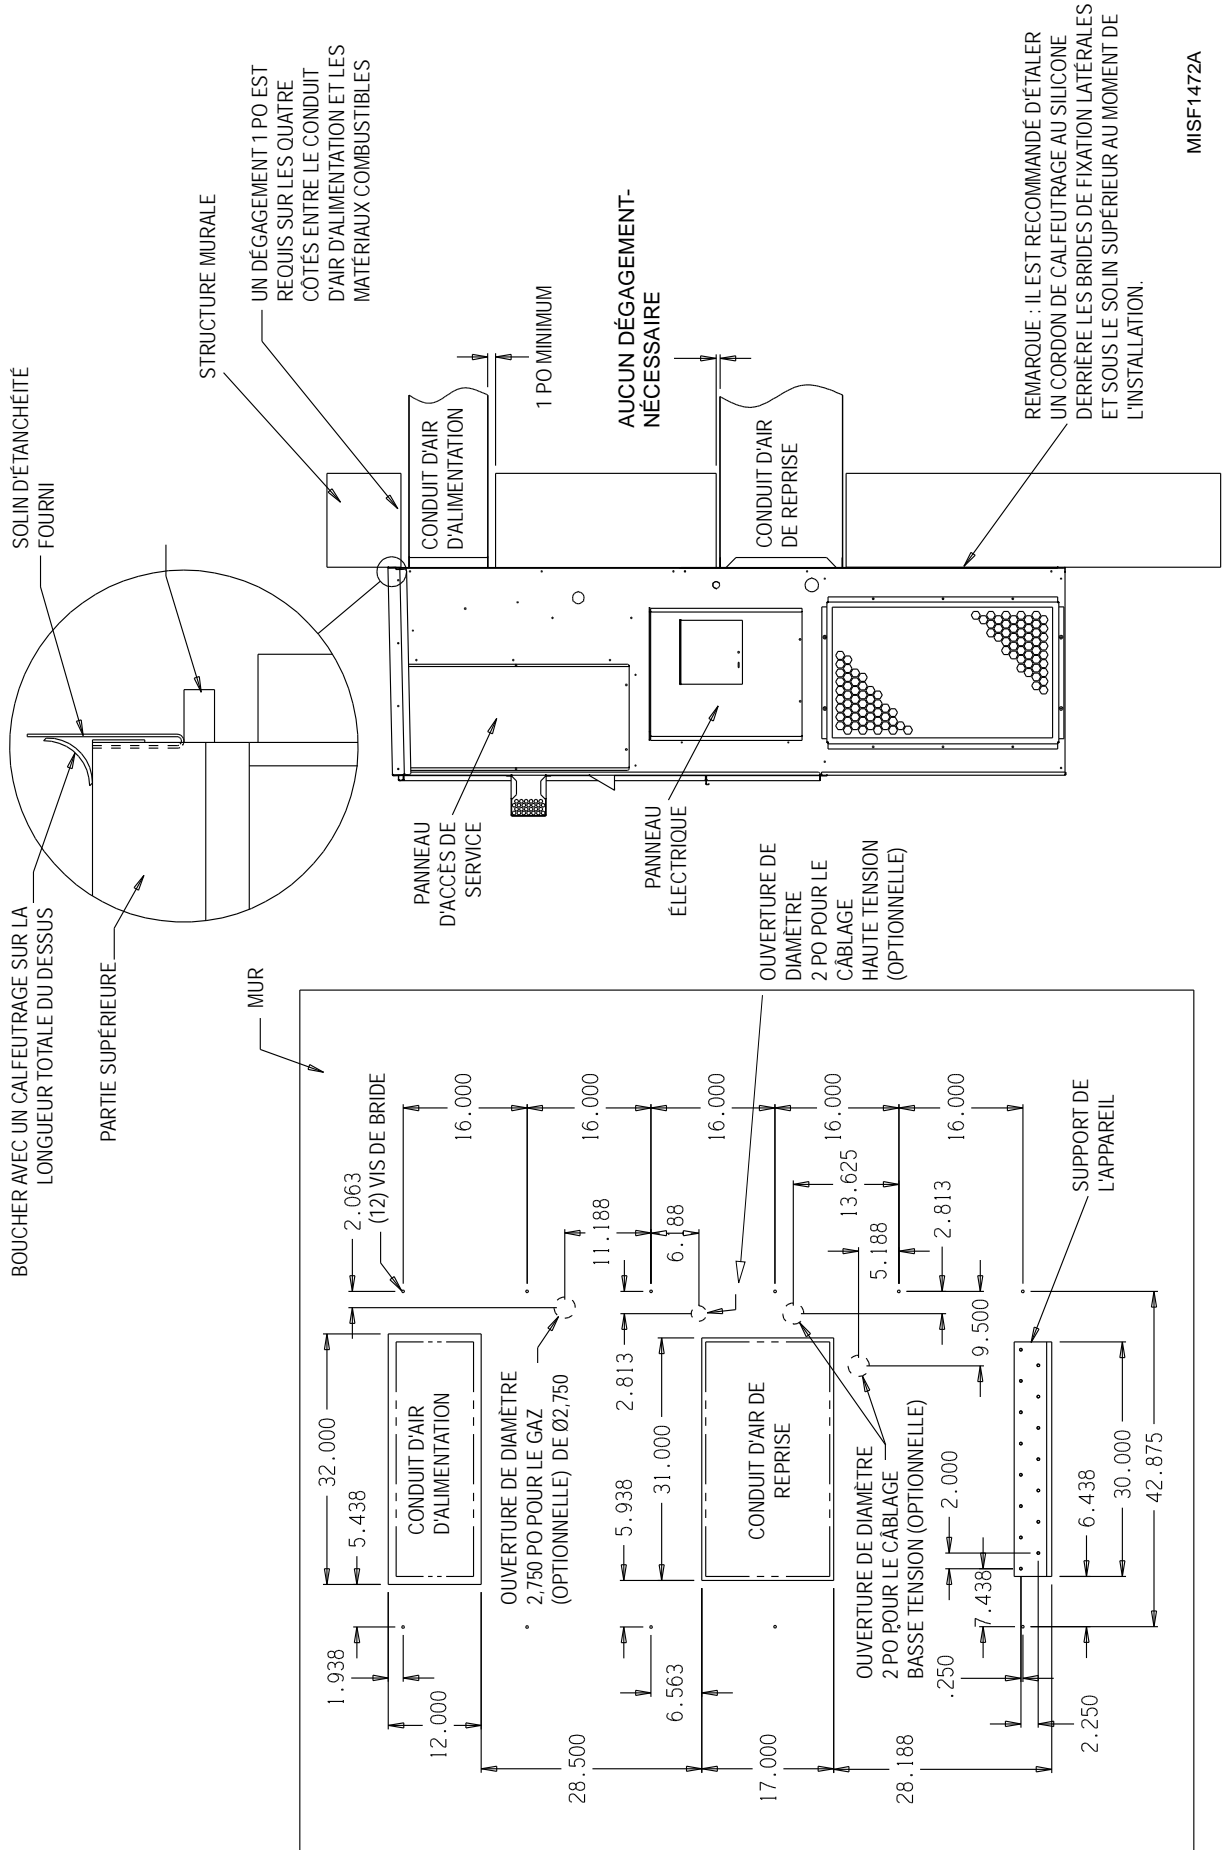 BOUCHER AVEC UN CALFEUTRAGE SUR LA
LONGUEUR TOTALE DU DESSUS
PARTIE SUPÉRIEURE
SOLIN D'ÉTANCHÉITÉ
FOURNI
STRUCTURE MURALE
UN DÉGAGEMENT 1 PO EST
REQUIS SUR LES QUATRE
CÔTÉS ENTRE LE CONDUIT
D'AIR D'ALIMENTATION ET LES
MATÉRIAUX COMBUSTIBLES
CONDUIT D'AIR
D'ALIMENTATION
1 PO MINIMUM
AUCUN DÉGAGEMENT-
NÉCESSAIRE
CONDUIT D'AIR
DE REPRISE
PANNEAU
D'ACCÈS DE
SERVICE
PANNEAU
ÉLECTRIQUE
REMARQUE : IL EST RECOMMANDÉ D'ÉTALER
UN CORDON DE CALFEUTRAGE AU SILICONE
DERRIÈRE LES BRIDES DE FIXATION LATÉRALES
ET SOUS LE SOLIN SUPÉRIEUR AU MOMENT DE
L'INSTALLATION.
MISF1472A
MUR
OUVERTURE DE
DIAMÈTRE
2 PO POUR LE
CÂBLAGE
HAUTE TENSION
(OPTIONNELLE)
32.000
5.438
2.063
(12) VIS DE BRIDE
1.938
12.000
CONDUIT D'AIR
D'ALIMENTATION
16.000
16.000
16.000
16.000
16.000
OUVERTURE DE DIAMÈTRE
2,750 PO POUR LE GAZ
(OPTIONNELLE) DE Ø2,750
11.188
6.188
2.813
28.500
5.938
31.000
6.563
CONDUIT D'AIR DE
REPRISE
17.000
13.625
5.188
2.813
9.500
OUVERTURE DE DIAMÈTRE
2 PO POUR LE CÂBLAGE
BASSE TENSION (OPTIONNELLE)
28.188
.250
7.438
2.000
SUPPORT DE
L'APPAREIL
2.250
6.438
30.000
42.875